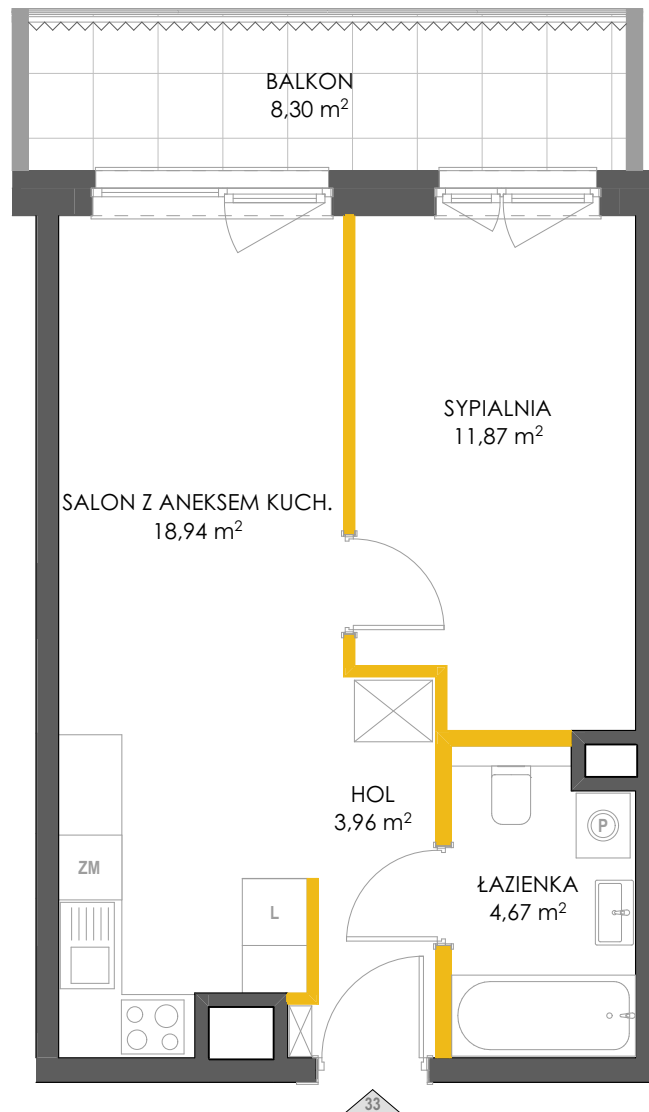 BALKON
8,30 m²
SYPIALNIA
11,87 m²
SALON Z ANEKSEM KUCH.
18,94 m²
HOL
3,96 m²
P
ZM
ŁAZIENKA
4,67 m²
L
33